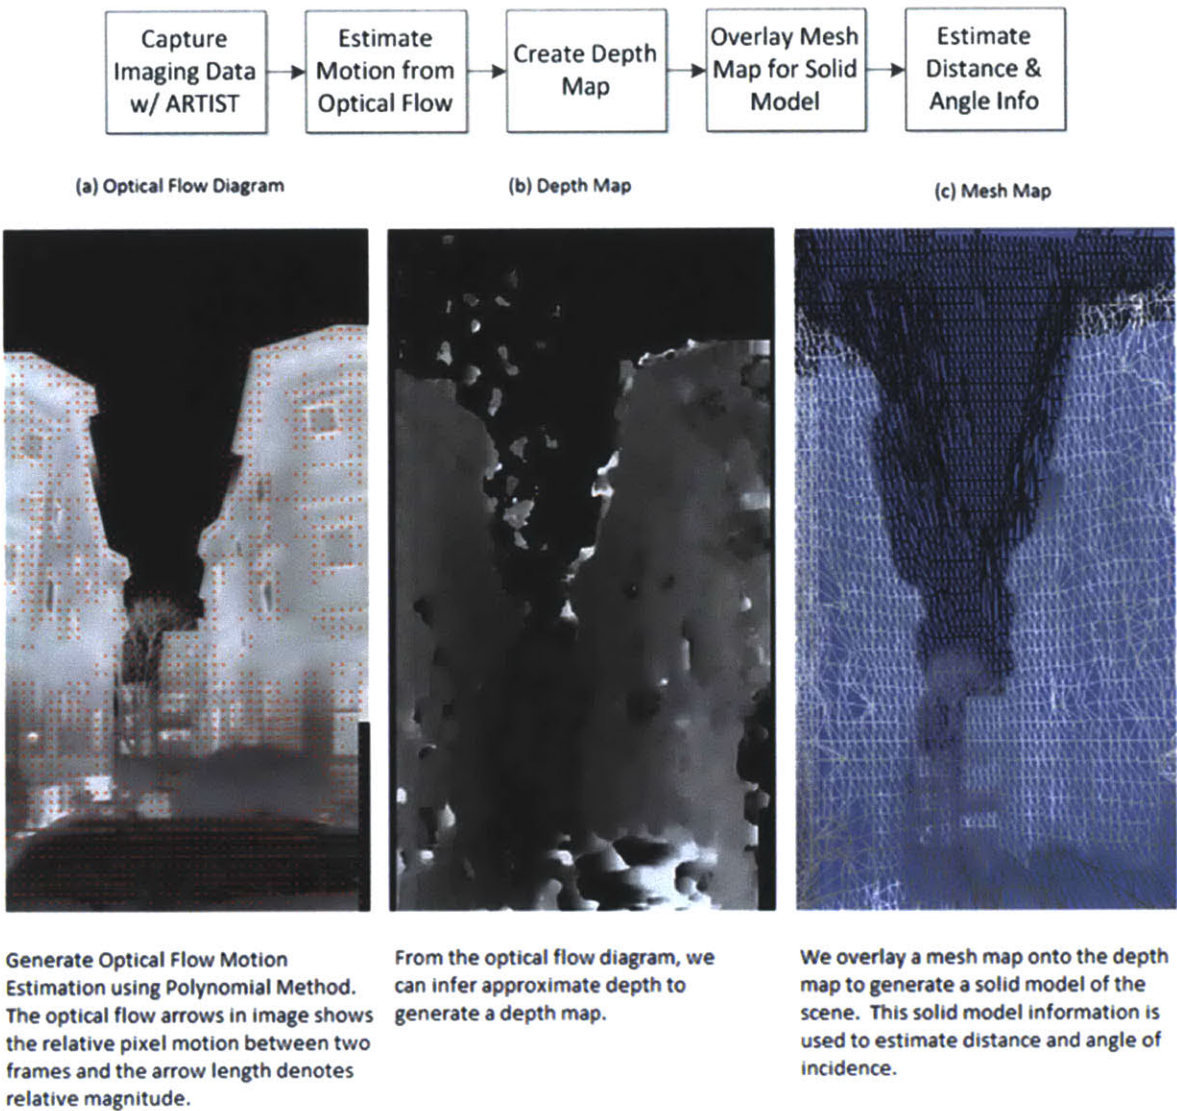 Capture
Imaging Data
w/ ARTIST
Estimate
Motion from
Optical Flow
Create Depth
Map
Overlay Mesh
Map for Solid
Model
Estimate
Distance &
Angle Info
(a) Optical Flow Diagram
(b) Depth Map
(c) Mesh Map
Generate Optical Flow Motion
Estimation using Polynomial Method.
The optical flow arrows in image shows
the relative pixel motion between two
frames and the arrow length denotes
relative magnitude.
From the optical flow diagram, we
can infer approximate depth to
generate a depth map.
We overlay a mesh map onto the depth
map to generate a solid model of the
scene. This solid model information is
used to estimate distance and angle of
incidence.